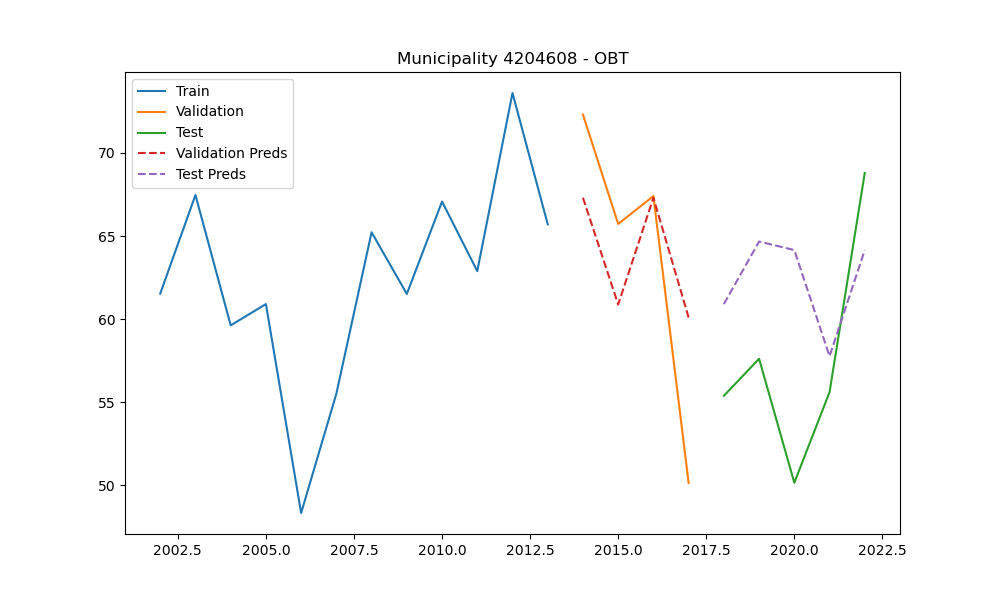 Municipality 4204608 - OBT
Train
Validation
Test
Validation Preds
Test Preds
70
65
60
55
50
2002.5 2005.0 2007.5 2010.0 2012.5 2015.0 2017.5 2020.0 2022.5